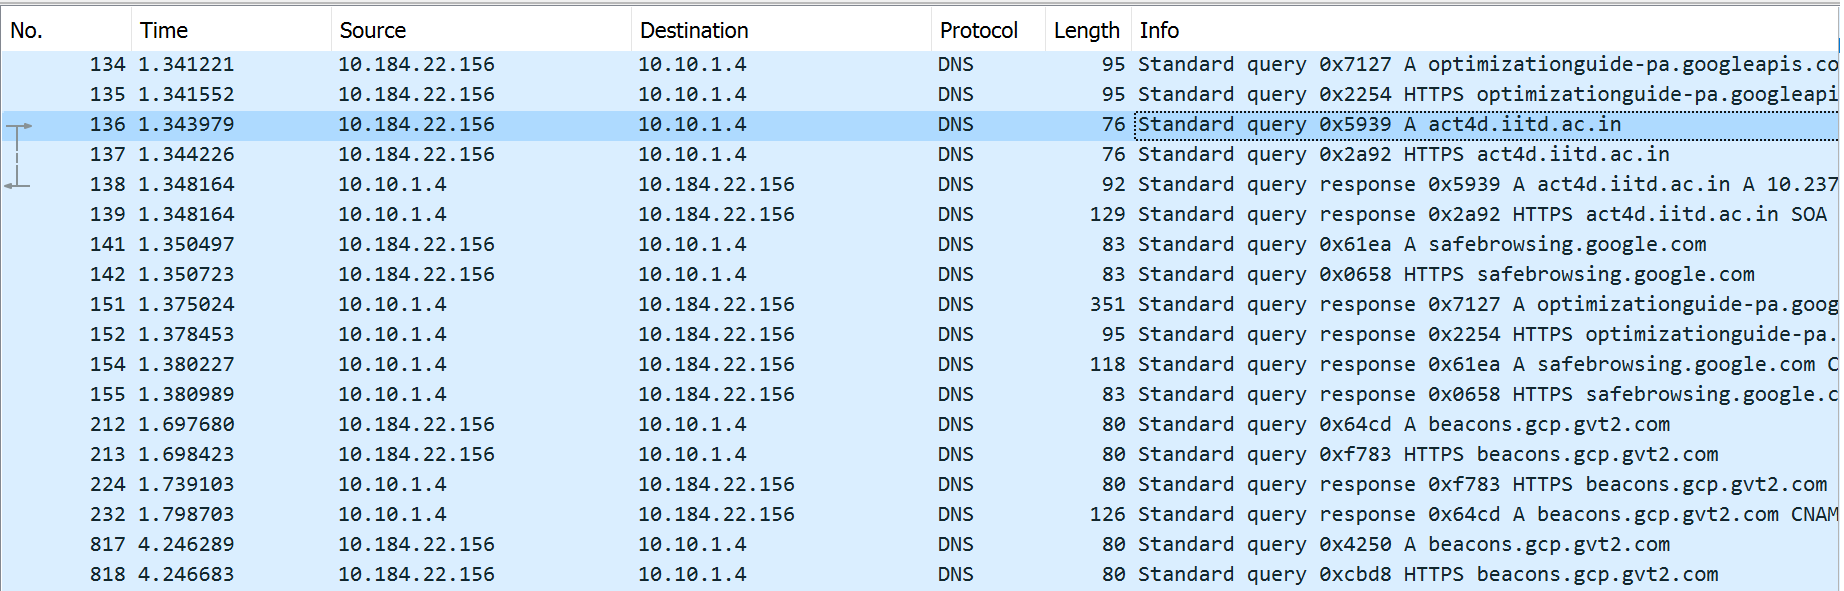 No. Time Source Destination Protocol Length Info
134 1.341221 10.184.22.156 10.10.1.4 DNS 95 Standard query 0x7127 A optimizationguide-pa.googleapis.co
135 1.341552 10.184.22.156 10.10.1.4 DNS 95 Standard query 0x2254 HTTPS optimizationguide-pa.googleapi
136 1.343979 10.184.22.156 10.10.1.4 DNS 76 Standard query 0x5939 A act4d.iitd.ac.in
137 1.344226 10.184.22.156 10.10.1.4 DNS 76 Standard query 0x2a92 HTTPS act4d.iitd.ac.in
138 1.348164 10.10.1.4 10.184.22.156 DNS 92 Standard query response 0x5939 A act4d.iitd.ac.in A 10.237
139 1.348164 10.10.1.4 10.184.22.156 DNS 129 Standard query response 0x2a92 HTTPS act4d.iitd.ac.in SOA
141 1.350497 10.184.22.156 10.10.1.4 DNS 83 Standard query 0x61ea A safebrowsing.google.com
142 1.350723 10.184.22.156 10.10.1.4 DNS 83 Standard query 0x0658 HTTPS safebrowsing.google.com
151 1.375024 10.10.1.4 10.184.22.156 DNS 351 Standard query response 0x7127 A optimizationguide-pa.goog
152 1.378453 10.10.1.4 10.184.22.156 DNS 95 Standard query response 0x2254 HTTPS optimizationguide-pa.
154 1.380227 10.10.1.4 10.184.22.156 DNS 118 Standard query response 0x61ea A safebrowsing.google.com C
155 1.380989 10.10.1.4 10.184.22.156 DNS 83 Standard query response 0x0658 HTTPS safebrowsing.google.c
212 1.697680 10.184.22.156 10.10.1.4 DNS 80 Standard query 0x64cd A beacons.gcp.gvt2.com
213 1.698423 10.184.22.156 10.10.1.4 DNS 80 Standard query 0xf783 HTTPS beacons.gcp.gvt2.com
224 1.739103 10.10.1.4 10.184.22.156 DNS 80 Standard query response 0xf783 HTTPS beacons.gcp.gvt2.com
232 1.798703 10.10.1.4 10.184.22.156 DNS 126 Standard query response 0x64cd A beacons.gcp.gvt2.com CNAM
817 4.246289 10.184.22.156 10.10.1.4 DNS 80 Standard query 0x4250 A beacons.gcp.gvt2.com
818 4.246683 10.184.22.156 10.10.1.4 DNS 80 Standard query 0xcbd8 HTTPS beacons.gcp.gvt2.com